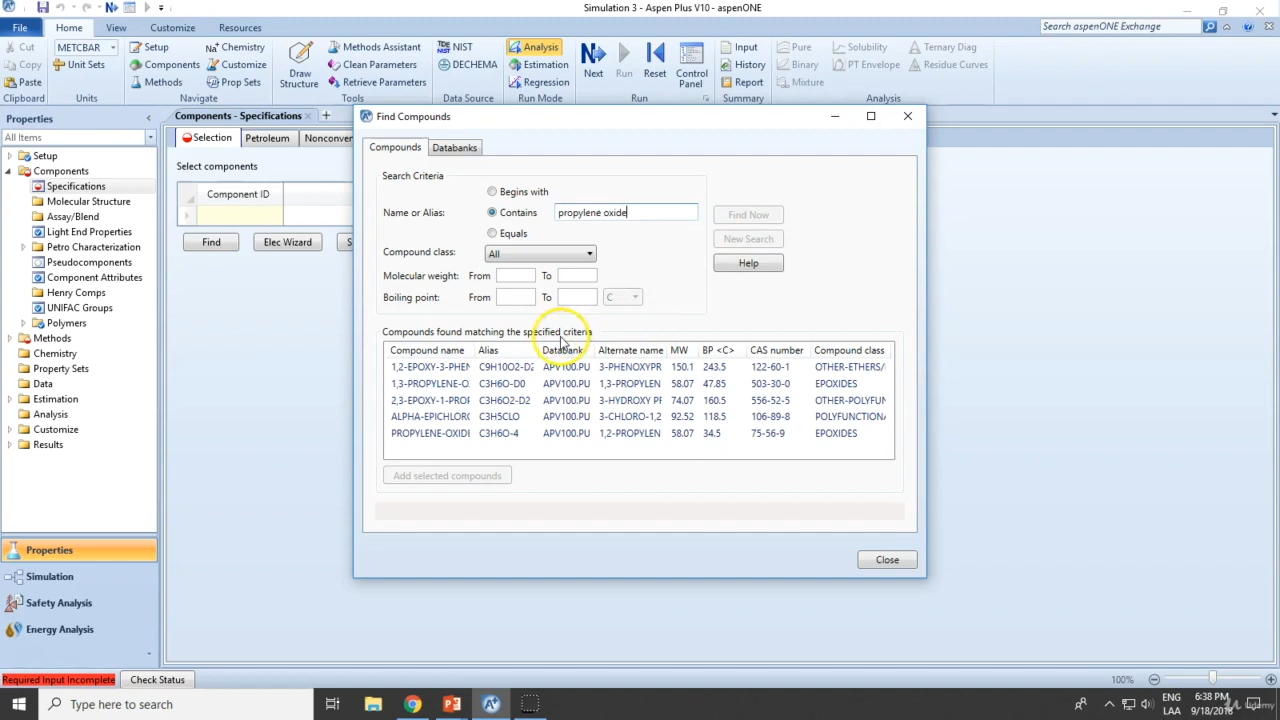 Simulation 3 - Aspen Plus V10 - aspenONE
File Home View Customize Resources Search aspenONE Exchange
Cut METCBAR Setup Chemistry Methods Assistant NIST Analysis Input Pure Solubility Ternary Diag
Copy Unit Sets Components Customize Clean Parameters DECHEMA Estimation History Binary PT Envelope Residue Curves
Paste Methods Prop Sets Draw Structure Retrieve Parameters Regression Next Run Reset Control Panel Report Mixture
Clipboard Units Navigate Tools Data Source Run Mode Run Summary Analysis
Properties
All Items
Setup
Components
Specifications
Molecular Structure
Assay/Blend
Light End Properties
Petro Characterization
Pseudocomponents
Component Attributes
Henry Comps
UNIFAC Groups
Polymers
Methods
Chemistry
Property Sets
Data
Estimation
Analysis
Customize
Results
Properties
Simulation
Safety Analysis
Energy Analysis
Components - Specifications
Selection Petroleum Nonconven
Select components
Component ID
Find Elec Wizard S
Find Compounds
Compounds Databanks
Search Criteria
Begins with
Name or Alias: Contains propylene oxide Find Now
Equals New Search
Compound class: All Help
Molecular weight: From To
Boiling point: From To C
Compounds found matching the specified criteria
Compound name Alias Databank Alternate name MW BP <C> CAS number Compound class
1,2-EPOXY-3-PHEN C9H10O2-D2 APV100.PU 3-PHENOXYPR 150.1 243.5 122-60-1 OTHER-ETHERS/
1,3-PROPYLENE-O C3H6O-D0 APV100.PU 1,3-PROPYLEN 58.07 47.85 503-30-0 EPOXIDES
2,3-EPOXY-1-PRO C3H6O2-D2 APV100.PU 3-HYDROXY PF 74.07 160.5 556-52-5 OTHER-POLYFUN
ALPHA-EPICHLORO C3H5CLO APV100.PU 3-CHLORO-1,2 92.52 118.5 106-89-8 POLYFUNCTIONA
PROPYLENE-OXIDE C3H6O-4 APV100.PU 1,2-PROPYLEN 58.07 34.5 75-56-9 EPOXIDES
Add selected compounds
Close
Required Input Incomplete Check Status 100%
Type here to search
ENG 6:38 PM
LAA 9/18/2018
Udemy